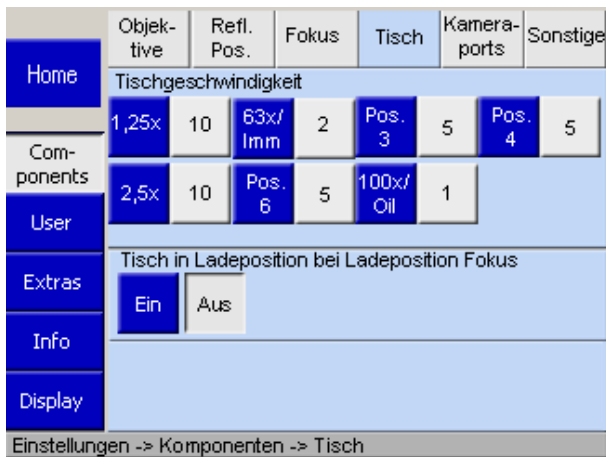 Objek-
tive
Refl.
Pos.
Fokus
Tisch
Kamera-
ports
Sonstige
Home
Com-
ponents
User
Extras
Info
Display
Tischgeschwindigkeit
1,25x
10
63x/
Imm
2
Pos.
3
5
Pos.
4
5
2,5x
10
Pos.
6
5
100x/
Oil
1
Tisch in Ladeposition bei Ladeposition Fokus
Ein
Aus
Einstellungen -> Komponenten -> Tisch